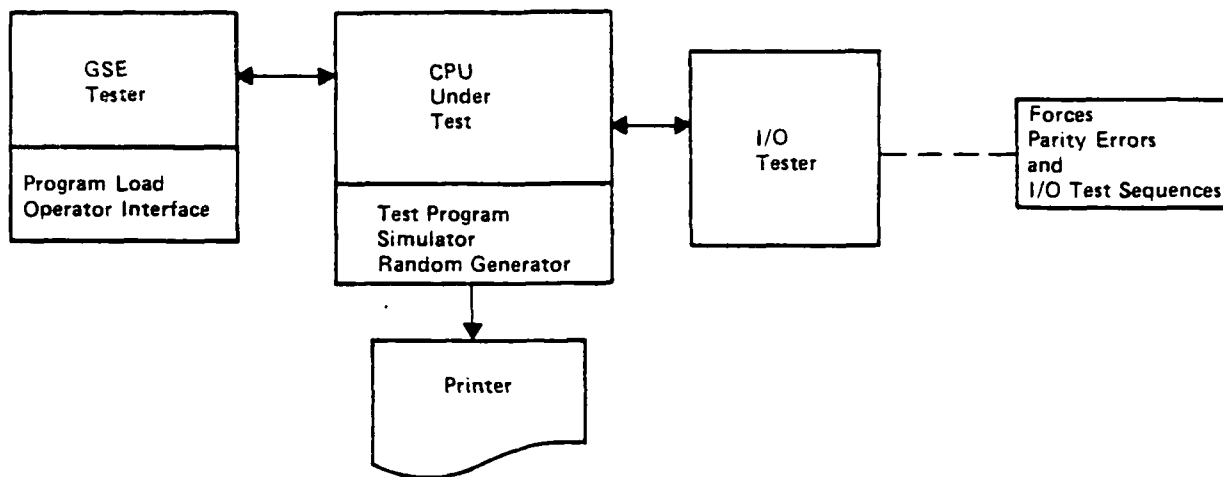 GSE
Tester
Program Load
Operator Interface
CPU
Under
Test
Test Program
Simulator
Random Generator
Printer
I/O
Tester
Forces
Parity Errors
and
I/O Test Sequences